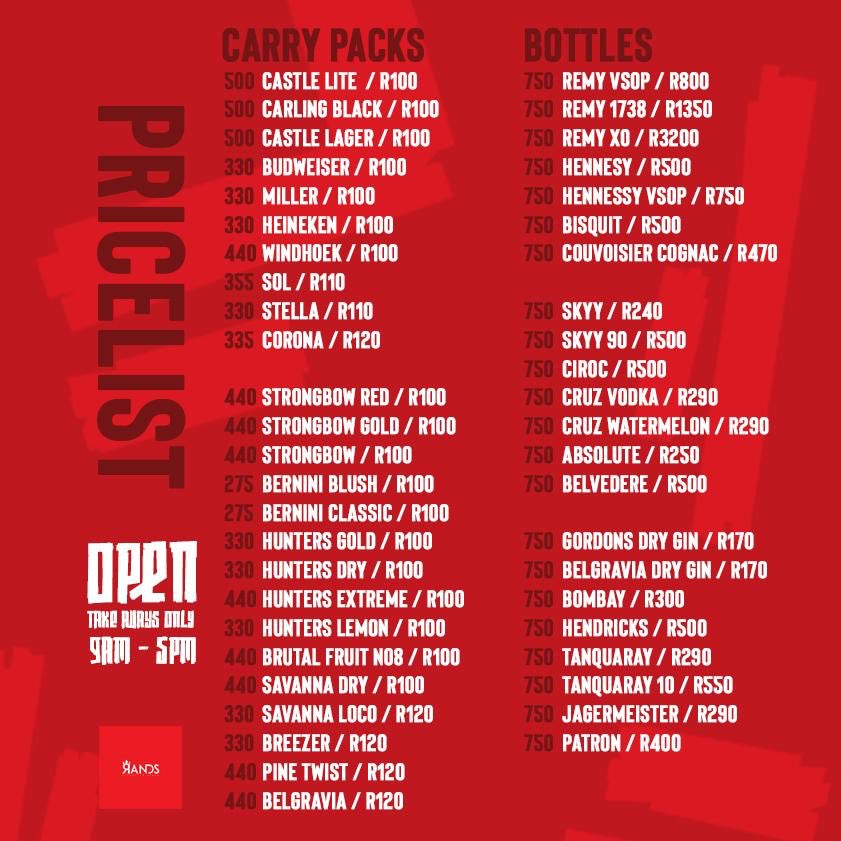 PRICELIST
OPEN
TAKE AWAYS ONLY
9AM - 5PM
RANDS
CARRY PACKS
500 CASTLE LITE / R100
500 CARLING BLACK / R100
500 CASTLE LAGER / R100
330 BUDWEISER / R100
330 MILLER / R100
330 HEINEKEN / R100
440 WINDHOEK / R100
355 SOL / R110
330 STELLA / R110
335 CORONA / R120
440 STRONGBOW RED / R100
440 STRONGBOW GOLD / R100
440 STRONGBOW / R100
275 BERNINI BLUSH / R100
275 BERNINI CLASSIC / R100
330 HUNTERS GOLD / R100
330 HUNTERS DRY / R100
440 HUNTERS EXTREME / R100
330 HUNTERS LEMON / R100
440 BRUTAL FRUIT NO8 / R100
440 SAVANNA DRY / R100
330 SAVANNA LOCO / R120
330 BREEZER / R120
440 PINE TWIST / R120
440 BELGRAVIA / R120
BOTTLES
750 REMY VSOP / R800
750 REMY 1738 / R1350
750 REMY XO / R3200
750 HENNESY / R500
750 HENNESSY VSOP / R750
750 BISQUIT / R500
750 COUVOISIER COGNAC / R470
750 SKYY / R240
750 SKYY 90 / R500
750 CIROC / R500
750 CRUZ VODKA / R290
750 CRUZ WATERMELON / R290
750 ABSOLUTE / R250
750 BELVEDERE / R500
750 GORDONS DRY GIN / R170
750 BELGRAVIA DRY GIN / R170
750 BOMBAY / R300
750 HENDRICKS / R500
750 TANQUARAY / R290
750 TANQUARAY 10 / R550
750 JAGERMEISTER / R290
750 PATRON / R400